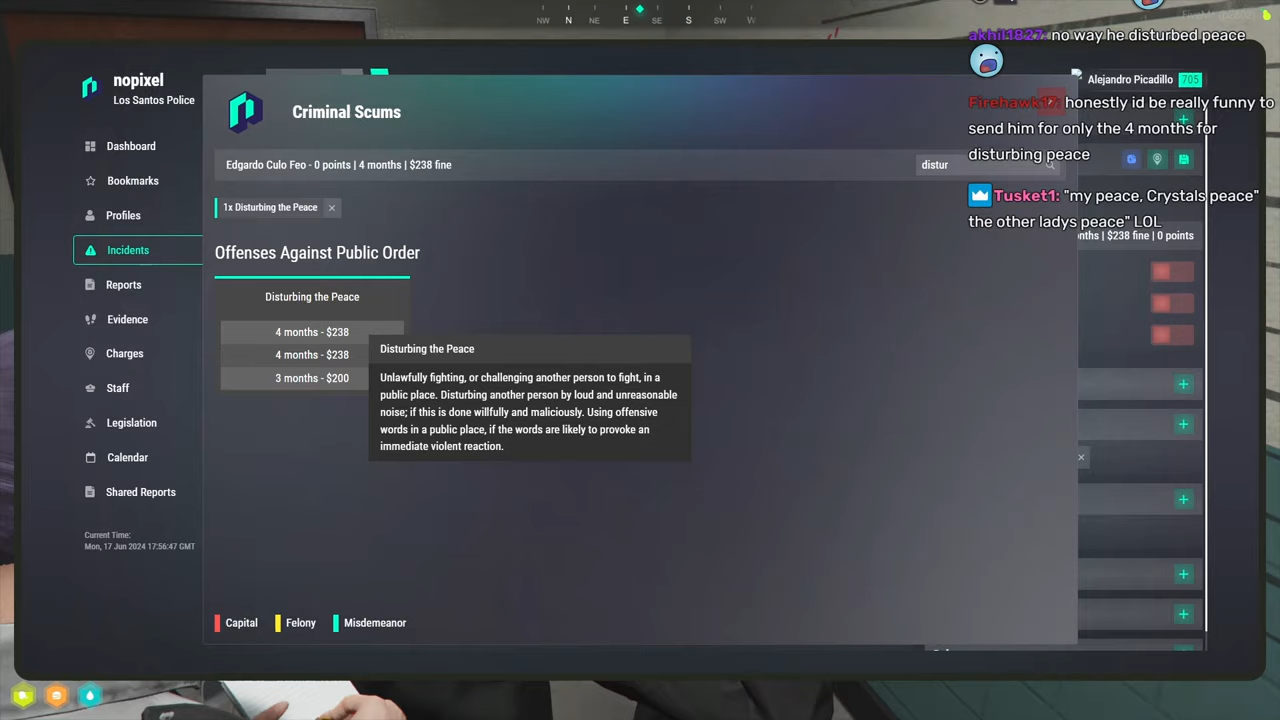 NW N NE E SE S SW W
akhil1827: no way he disturbed peace
nopixel
Los Santos Police
Criminal Scums
Alejandro Picadillo 705
Firehawk17: honestly id be really funny to
send him for only the 4 months for
disturbing peace
Edgardo Culo Feo - 0 points | 4 months | $238 fine
distur
Tusket1: "my peace, Crystals peace"
the other ladys peace" LOL
1x Disturbing the Peace ×
| $238 fine | 0 points
Dashboard
Bookmarks
Profiles
Incidents
Reports
Evidence
Charges
Staff
Legislation
Calendar
Shared Reports
Current Time:
Mon, 17 Jun 2024 17:56:47 GMT
Offenses Against Public Order
Disturbing the Peace
4 months - $238
4 months - $238
3 months - $200
Disturbing the Peace
Unlawfully fighting, or challenging another person to fight, in a
public place. Disturbing another person by loud and unreasonable
noise; if this is done willfully and maliciously. Using offensive
words in a public place, if the words are likely to provoke an
immediate violent reaction.
Capital Felony Misdemeanor